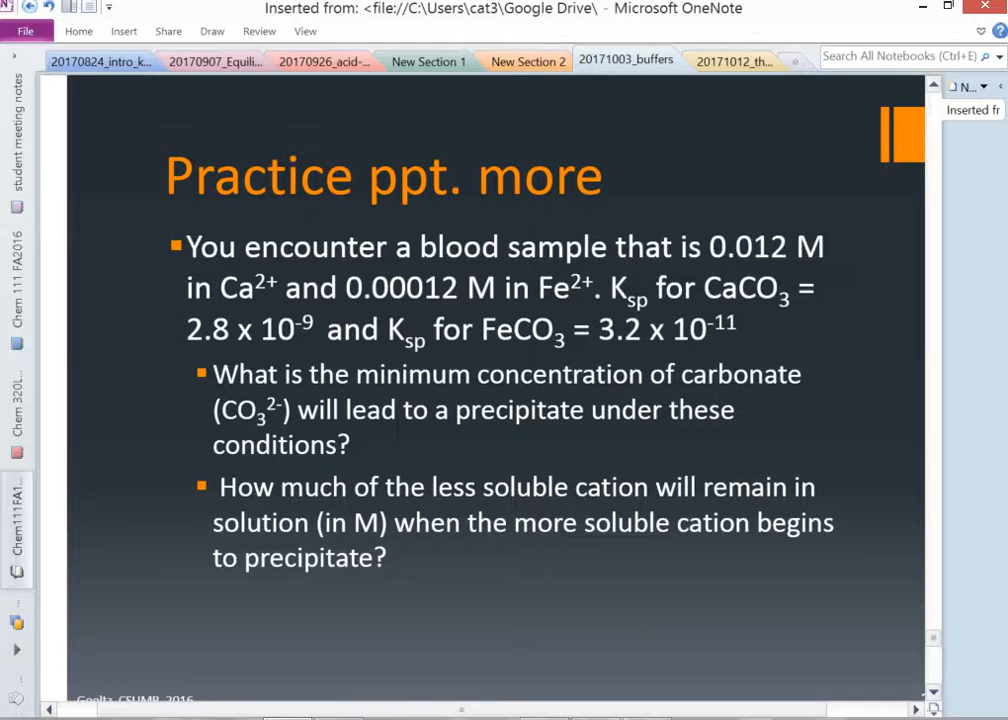 Inserted from: <file://C:\Users\cat3\Google Drive\ - Microsoft OneNote
File Home Insert Share Draw Review View
20170824_intro_k... 20170907_Equili... 20170926_acid-... New Section 1 New Section 2 20171003_buffers 20171012_th... Search All Notebooks (Ctrl+E)
N...
Inserted fr
student meeting notes
Chem 111 FA2016
Chem 320L
Chem111FA1
Practice ppt. more
You encounter a blood sample that is 0.012 M
in Ca²⁺ and 0.00012 M in Fe²⁺. Kₛₚ for CaCO₃ =
2.8 x 10⁻⁹ and Kₛₚ for FeCO₃ = 3.2 x 10⁻¹¹
What is the minimum concentration of carbonate
(CO₃²⁻) will lead to a precipitate under these
conditions?
How much of the less soluble cation will remain in
solution (in M) when the more soluble cation begins
to precipitate?
CSUMB, 2016